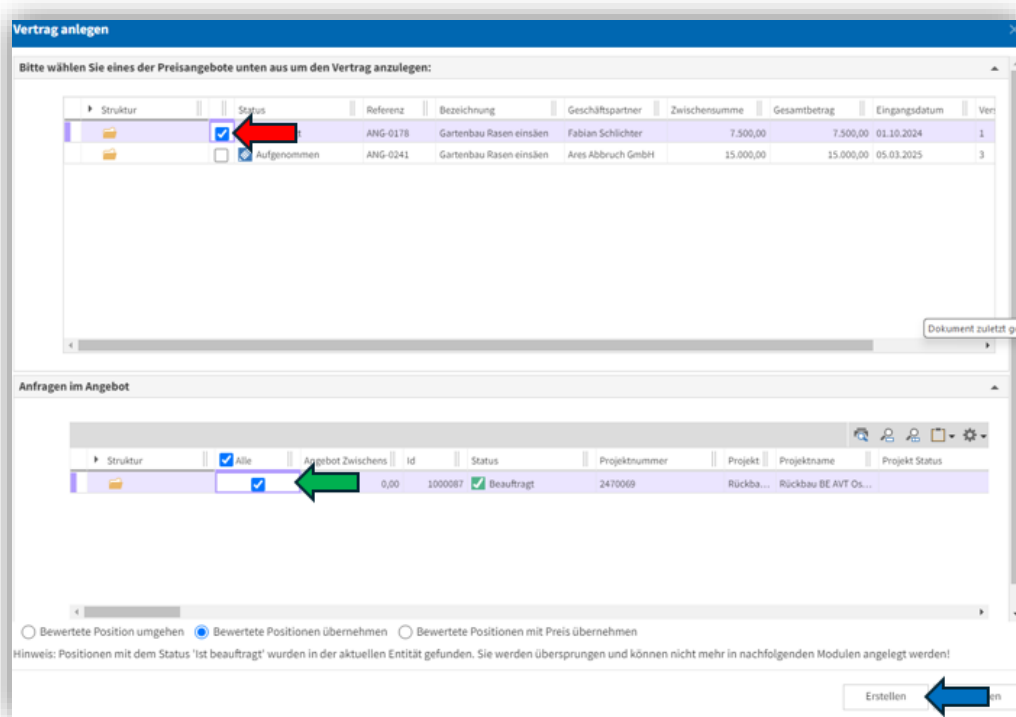 Vertrag anlegen
Bitte wählen Sie eines der Preisangebote unten aus um den Vertrag anzulegen:
Struktur Status Referenz Bezeichnung Geschäftspartner Zwischensumme Gesamtbetrag Eingangsdatum
ANG-0178 Gartenbau Rasen einsäen Fabian Schlichter 7.500,00 7.500,00 01.10.2024 1
Aufgenommen ANG-0241 Gartenbau Rasen einsäen Ares Abbruch GmbH 15.000,00 15.000,00 05.03.2025 3
Dokument zuletzt
Anfragen im Angebot
Struktur Alle Angebot Zwischens Id Status Projektnummer Projekt Projektname Projekt Status
0,00 1000087 Beauftragt 2470069 Rückba... Rückbau BE AVT Os...
Bewertete Position umgehen Bewertete Positionen übernehmen Bewertete Positionen mit Preis übernehmen
Hinweis: Positionen mit dem Status 'Ist beauftragt' wurden in der aktuellen Entität gefunden. Sie werden übersprungen und können nicht mehr in nachfolgenden Modulen angelegt werden!
Erstellen